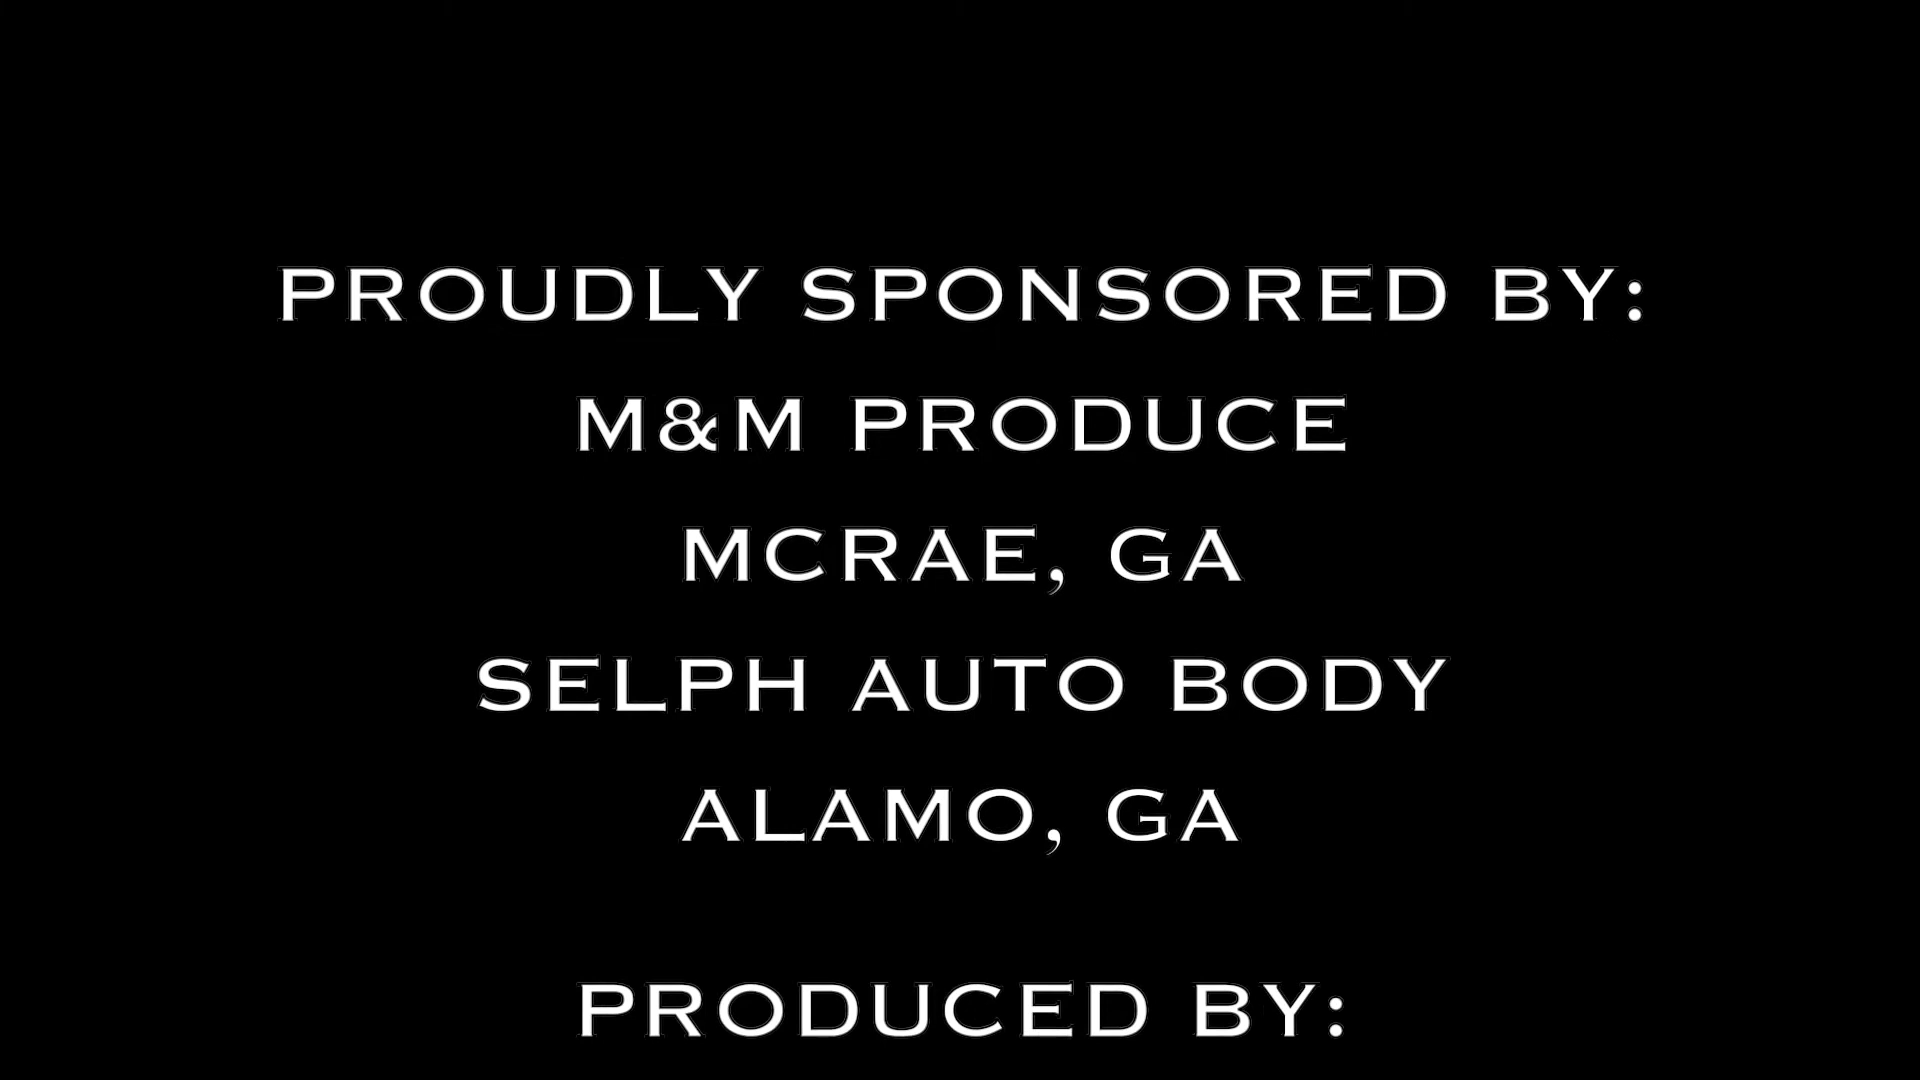 PROUDLY SPONSORED BY:
M&M PRODUCE
MCRAE, GA
SELPH AUTO BODY
ALAMO, GA
PRODUCED BY: